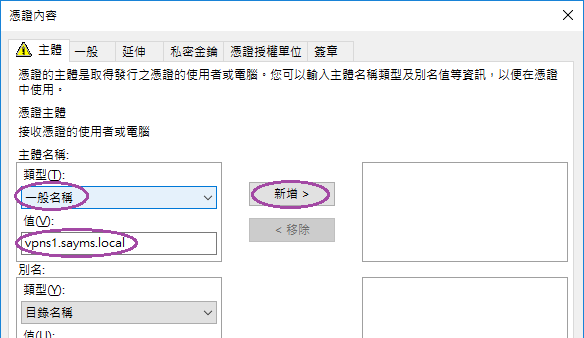 憑證內容
主體 一般 延伸 私密金鑰 憑證授權單位 簽章
憑證的主體是取得發行之憑證的使用者或電腦。您可以輸入主體名稱類型及別名值等資訊，以便在憑證
中使用。
憑證主體
接收憑證的使用者或電腦
主體名稱:
類型(T):
一般名稱
新增 >
值(V):
< 移除
vpns1.sayms.local
別名:
類型(Y):
目錄名稱
值(U):